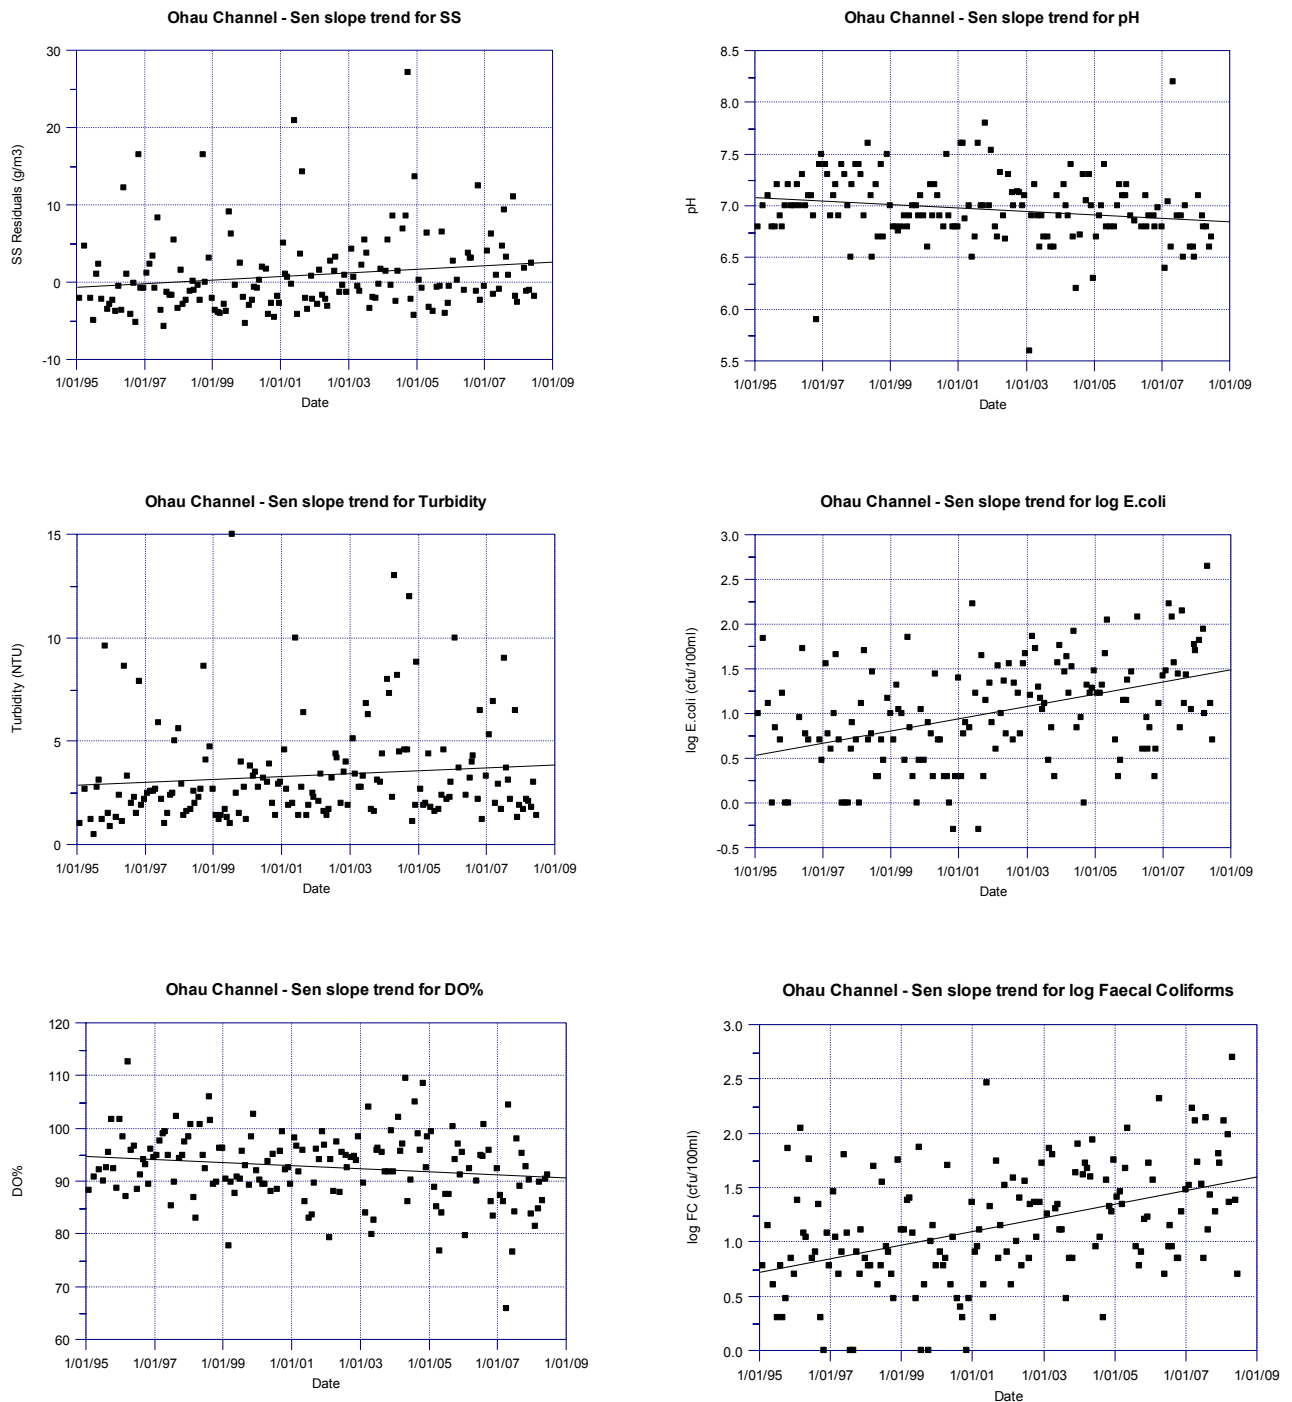 Ohau Channel - Sen slope trend for SS
30
20
10
0
-10
SS Residuals (g/m3)
1/01/95 1/01/97 1/01/99 1/01/01 1/01/03 1/01/05 1/01/07 1/01/09
Date
Ohau Channel - Sen slope trend for pH
8.5
8.0
7.5
7.0
6.5
6.0
5.5
pH
1/01/95 1/01/97 1/01/99 1/01/01 1/01/03 1/01/05 1/01/07 1/01/09
Date
Ohau Channel - Sen slope trend for Turbidity
15
10
5
0
Turbidity (NTU)
1/01/95 1/01/97 1/01/99 1/01/01 1/01/03 1/01/05 1/01/07 1/01/09
Date
Ohau Channel - Sen slope trend for log E.coli
3.0
2.5
2.0
1.5
1.0
0.5
0.0
-0.5
log E.coli (cfu/100ml)
1/01/95 1/01/97 1/01/99 1/01/01 1/01/03 1/01/05 1/01/07 1/01/09
Date
Ohau Channel - Sen slope trend for DO%
120
110
100
90
80
70
60
DO%
1/01/95 1/01/97 1/01/99 1/01/01 1/01/03 1/01/05 1/01/07 1/01/09
Date
Ohau Channel - Sen slope trend for log Faecal Coliforms
3.0
2.5
2.0
1.5
1.0
0.5
0.0
log FC (cfu/100ml)
1/01/95 1/01/97 1/01/99 1/01/01 1/01/03 1/01/05 1/01/07 1/01/09
Date